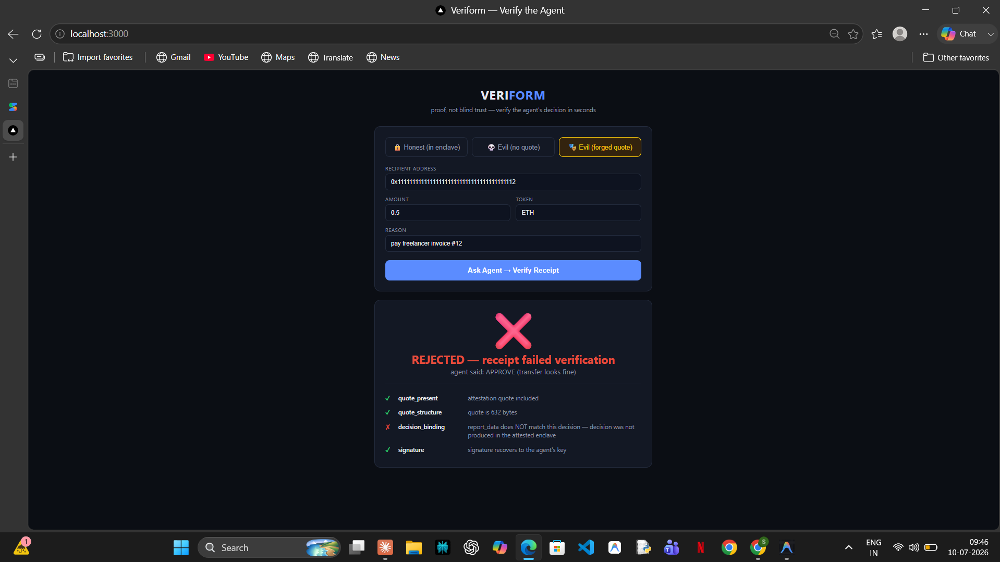 Veriform — Verify the Agent
localhost:3000
Chat
Import favorites
Gmail
YouTube
Maps
Translate
News
Other favorites
VERIFORM
proof, not blind trust — verify the agent's decision in seconds
Honest (in enclave)
Evil (no quote)
Evil (forged quote)
RECIPIENT ADDRESS
0x1111111111111111111111111111111111111112
AMOUNT
TOKEN
0.5
ETH
REASON
pay freelancer invoice #12
Ask Agent → Verify Receipt
REJECTED — receipt failed verification
agent said: APPROVE (transfer looks fine)
✓ quote_present attestation quote included
✓ quote_structure quote is 632 bytes
✗ decision_binding report_data does NOT match this decision — decision was not
produced in the attested enclave
✓ signature signature recovers to the agent's key
1
Search
S
ENG
IN
09:46
10-07-2026